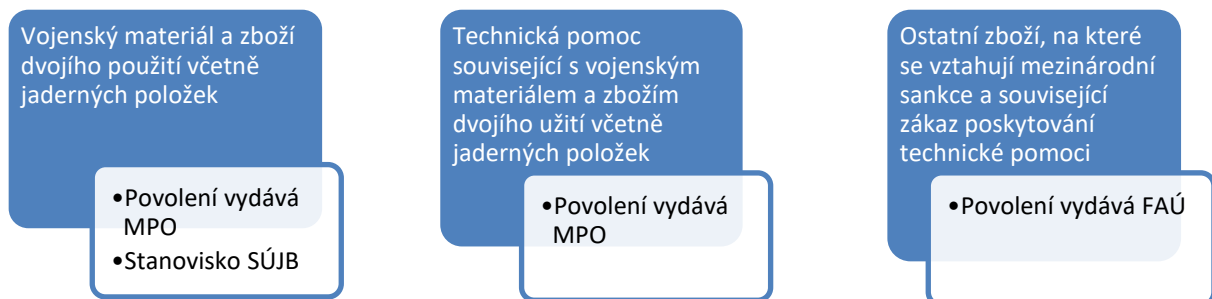 Vojenský materiál a zboží
dvojího použití včetně
jaderných položek
•Povolení vydává
MPO
•Stanovisko SÚJB
Technická pomoc
související s vojenským
materiálem a zbožím
dvojího užití včetně
jaderných položek
•Povolení vydává
MPO
Ostatní zboží, na které
se vztahují mezinárodní
sankce a související
zákaz poskytování
technické pomoci
•Povolení vydává FAÚ